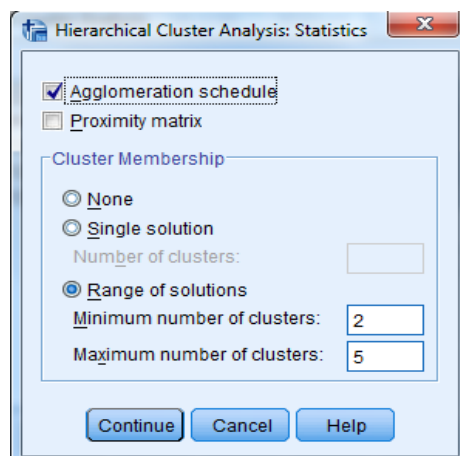 Hierarchical Cluster Analysis: Statistics
Agglomeration schedule
Proximity matrix
Cluster Membership
None
Single solution
Number of clusters:
Range of solutions
Minimum number of clusters: 2
Maximum number of clusters: 5
Continue Cancel Help